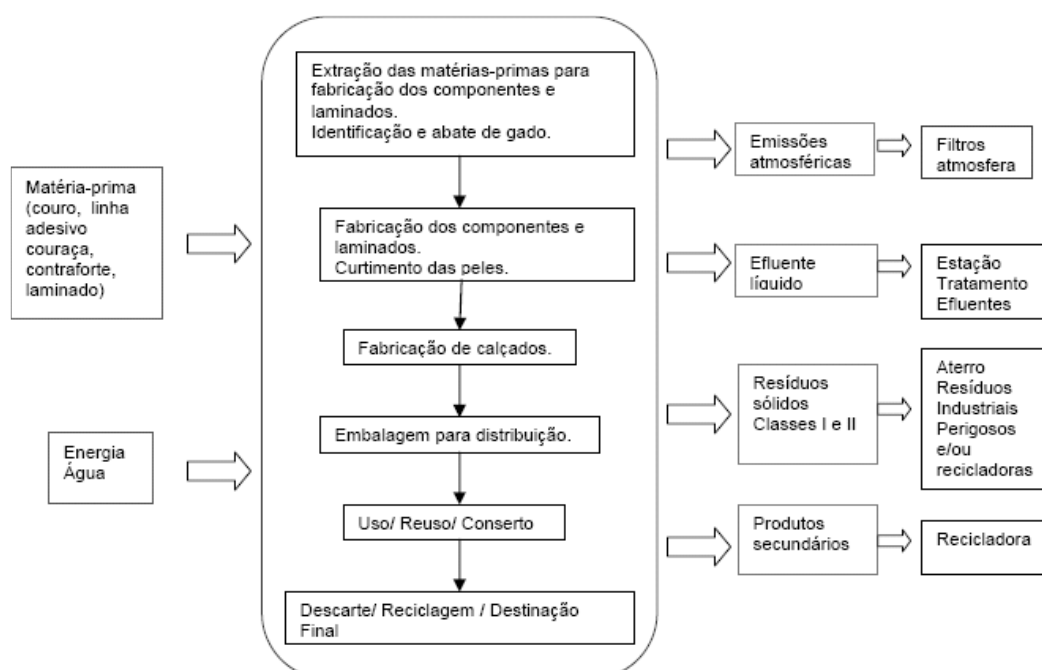 Matéria-prima
(couro, linha
adesivo
couraça,
contraforte,
laminado)
Energia
Água
Extração das matérias-primas para
fabricação dos componentes e
laminados.
Identificação e abate de gado.
Fabricação dos componentes e
laminados.
Curtimento das peles.
Fabricação de calçados.
Embalagem para distribuição.
Uso/ Reuso/ Conserto
Descarte/ Reciclagem / Destinação
Final
Emissões
atmosféricas
Filtros
atmosfera
Efluente
líquido
Estação
Tratamento
Efluentes
Resíduos
sólidos
Classes I e II
Aterro
Resíduos
Industriais
Perigosos
e/ou
recicladoras
Produtos
secundários
Recicladora